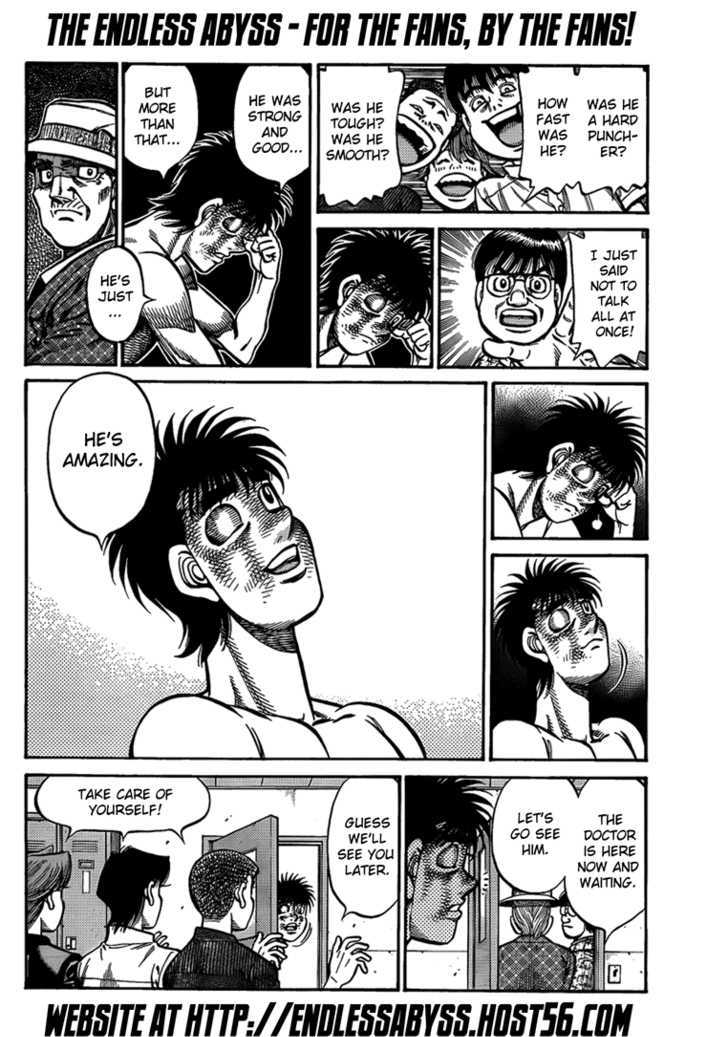 THE ENDLESS ABYSS - FOR THE FANS, BY THE FANS!
WAS HE
A HARD
PUNCH-
ER?
HOW
FAST
WAS
HE?
WAS HE
TOUGH?
WAS HE
SMOOTH?
I JUST
SAID
NOT TO
TALK
ALL AT
ONCE!
HE WAS
STRONG
AND
GOOD...
BUT
MORE
THAN
THAT...
HE'S
JUST
...
HE'S
AMAZING.
THE
DOCTOR
IS HERE
NOW AND
WAITING.
LET'S
GO SEE
HIM.
GUESS
WE'LL
SEE YOU
LATER.
TAKE CARE OF
YOURSELF!
WEBSITE AT HTTP://ENDLESSABYSS.HOST56.COM